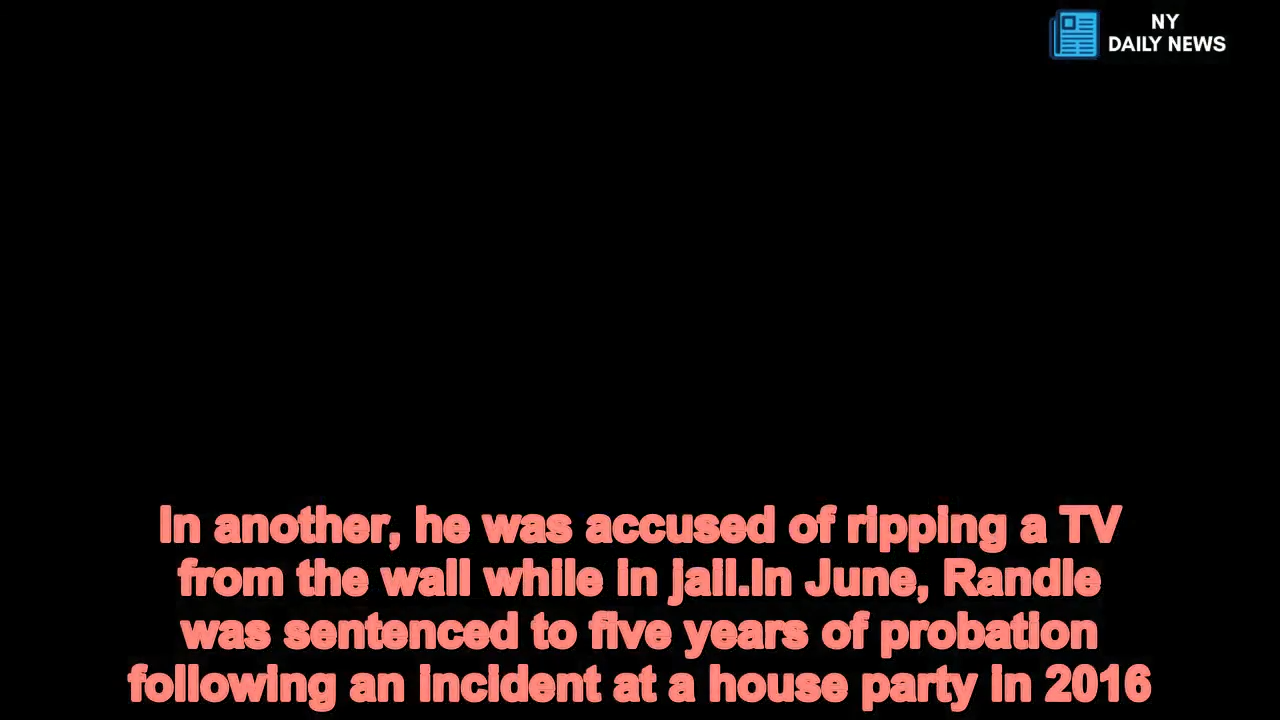 NY
DAILY NEWS
In another, he was accused of ripping a TV
from the wall while in jail.In June, Randle
was sentenced to five years of probation
following an incident at a house party in 2016